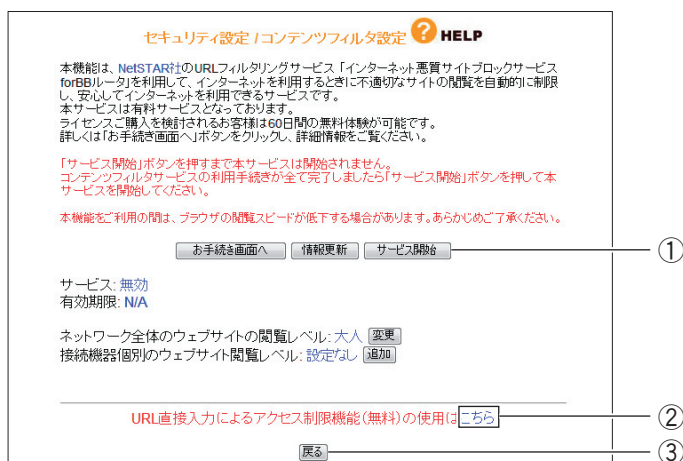 セキュリティ設定 / コンテンツフィルタ設定 ? HELP
本機能は、NetSTAR社のURLフィルタリングサービス「インターネット悪質サイトブロックサービス
forBBルータ」を利用して、インターネットを利用するときに不適切なサイトの閲覧を自動的に制限
し、安心してインターネットを利用できるサービスです。
本サービスは有料サービスとなっております。
ライセンスご購入を検討されるお客様は60日間の無料体験が可能です。
詳しくは「お手続き画面へ」ボタンをクリックし、詳細情報をご覧ください。
「サービス開始」ボタンを押すまで本サービスは開始されません。
コンテンツフィルタサービスの利用手続きが全て完了しましたら「サービス開始」ボタンを押して本
サービスを開始してください。
本機能をご利用の間は、ブラウザの閲覧スピードが低下する場合があります。あらかじめご了承ください。
お手続き画面へ 情報更新 サービス開始 ①
サービス: 無効
有効期限: N/A
ネットワーク全体のウェブサイトの閲覧レベル: 大人 変更
接続機器個別のウェブサイト閲覧レベル: 設定なし 追加
URL直接入力によるアクセス制限機能(無料)の使用はこちら ②
戻る ③